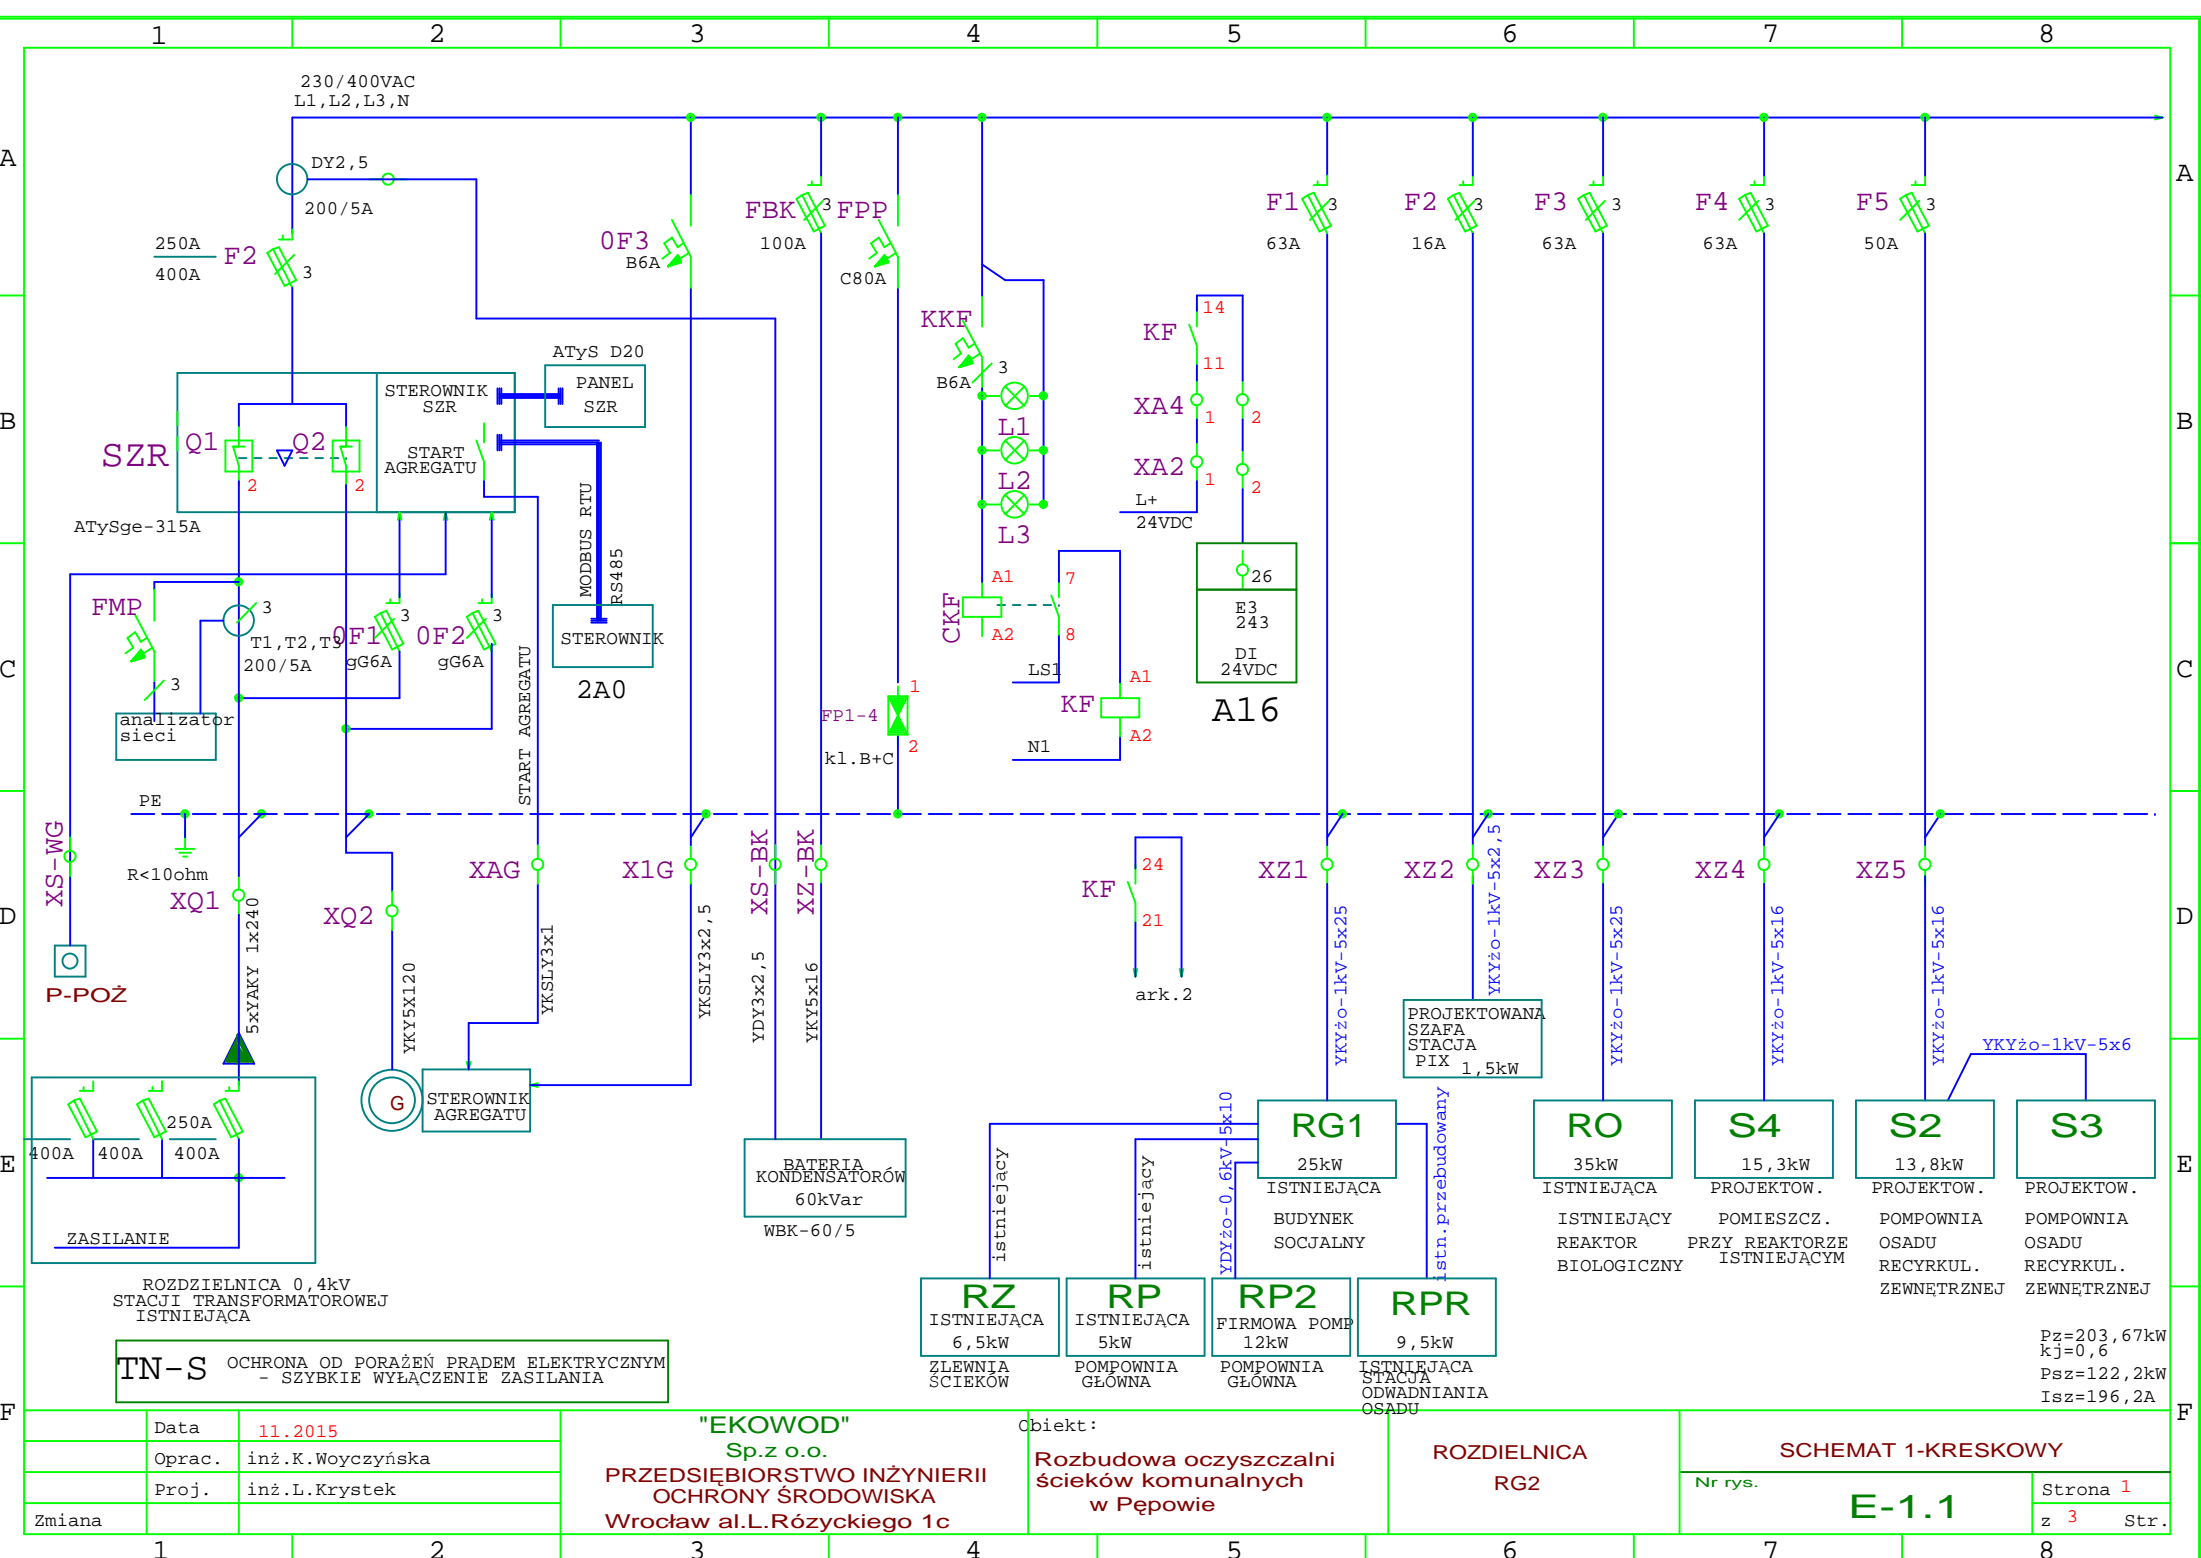 1 2 3 4 5 6 7 8
A
B
C
D
E
F
A
B
C
D
E
F
230/400VAC
L1,L2,L3,N
DY2,5
200/5A
250A
400A
F2
3
0F3
B6A
FBK
3
100A
FPP
C80A
F1
3
63A
F2
3
16A
F3
3
63A
F4
3
63A
F5
3
50A
SZR
Q1
2
Q2
2
ATySge-315A
STEROWNIK
SZR
START
AGREGATU
ATyS D20
PANEL
SZR
MODBUS RTU
RS485
STEROWNIK
2A0
KKF
B6A
3
L1
L2
L3
KF
14
11
XA4
1
2
XA2
1
2
L+
24VDC
26
E3
243
DI
24VDC
A16
FMP
3
3
T1,T2,T3
200/5A
analizator
sieci
0F1
3
gG6A
0F2
3
gG6A
START AGREGATU
FP1-4
1
2
kl.B+C
CKF
A1
A2
7
8
LS1
KF
A1
A2
N1
PE
R<10ohm
XS-WG
P-POŻ
XQ1
5xYAKY 1x240
XQ2
YKY5X120
XAG
YKSLY3x1
X1G
YKSLY3x2,5
XS-BK
YDY3x2,5
XZ-BK
YKY5x16
KF
24
21
ark.2
XZ1
YKYżo-1kV-5x25
XZ2
YKYżo-1kV-5x2,5
XZ3
YKYżo-1kV-5x25
XZ4
YKYżo-1kV-5x16
XZ5
YKYżo-1kV-5x16
YKYżo-1kV-5x6
PROJEKTOWANA
SZAFA
STACJA
PIX 1,5kW
G
STEROWNIK
AGREGATU
400A
400A
250A
400A
ZASILANIE
ROZDZIELNICA 0,4kV
STACJI TRANSFORMATOROWEJ
ISTNIEJĄCA
BATERIA
KONDENSATORÓW
60kVar
WBK-60/5
istniejący
istniejący
YDYżo-0,6kV-5x10
istn.przebudowany
RG1
25kW
ISTNIEJĄCA
BUDYNEK
SOCJALNY
RO
35kW
ISTNIEJĄCA
ISTNIEJĄCY
REAKTOR
BIOLOGICZNY
S4
15,3kW
PROJEKTOW.
POMIESZCZ.
PRZY REAKTORZE
ISTNIEJĄCYM
S2
13,8kW
PROJEKTOW.
POMPOWNIA
OSADU
RECYRKUL.
ZEWNĘTRZNEJ
S3
PROJEKTOW.
POMPOWNIA
OSADU
RECYRKUL.
ZEWNĘTRZNEJ
RZ
ISTNIEJĄCA
6,5kW
ZLEWNIA
ŚCIEKÓW
RP
ISTNIEJĄCA
5kW
POMPOWNIA
GŁÓWNA
RP2
FIRMOWA POMP
12kW
POMPOWNIA
GŁÓWNA
RPR
9,5kW
ISTNIEJĄCA
STACJA
ODWADNIANIA
OSADU
Pz=203,67kW
kj=0,6
Psz=122,2kW
Isz=196,2A
TN-S
OCHRONA OD PORAŻEŃ PRĄDEM ELEKTRYCZNYM
- SZYBKIE WYŁĄCZENIE ZASILANIA
Data 11.2015
Oprac. inż.K.Woyczyńska
Proj. inż.L.Krystek
Zmiana
"EKOWOD"
Sp.z o.o.
PRZEDSIĘBIORSTWO INŻYNIERII
OCHRONY ŚRODOWISKA
Wrocław al.L.Różyckiego 1c
Obiekt:
Rozbudowa oczyszczalni
ścieków komunalnych
w Pępowie
ROZDIELNICA
RG2
SCHEMAT 1-KRESKOWY
Nr rys.
E-1.1
Strona 1
z 3 Str.
1 2 3 4 5 6 7 8